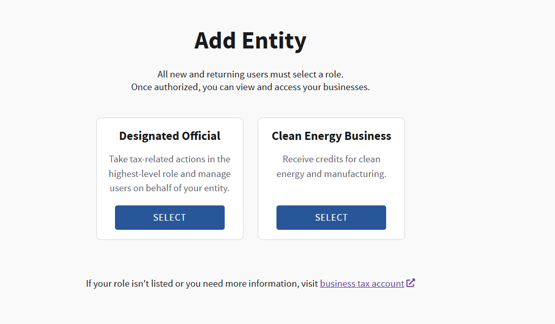 Add Entity
All new and returning users must select a role.
Once authorized, you can view and access your businesses.
Designated Official
Take tax-related actions in the
highest-level role and manage
users on behalf of your entity.
SELECT
Clean Energy Business
Receive credits for clean
energy and manufacturing.
SELECT
If your role isn't listed or you need more information, visit business tax account